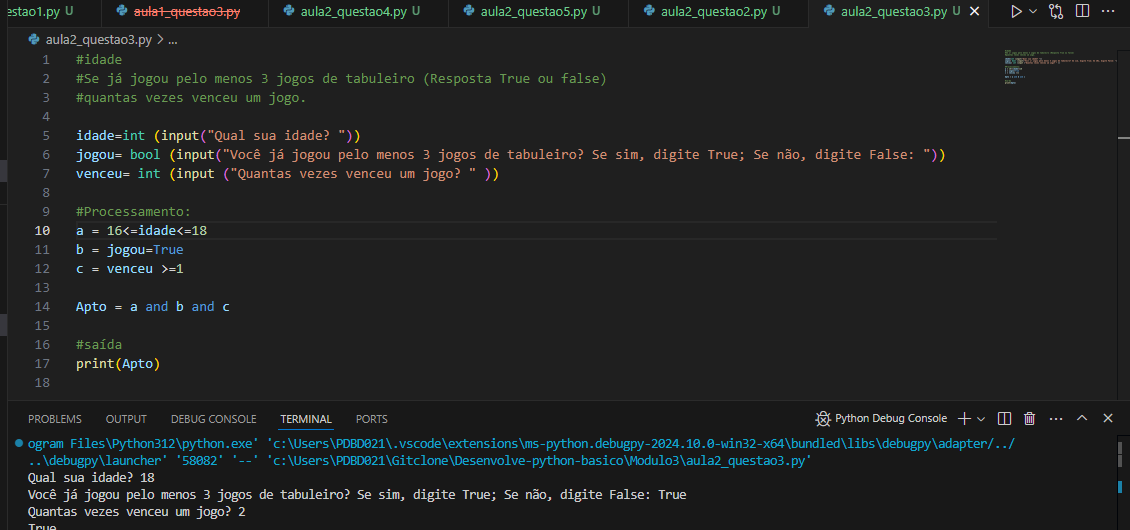 estao1.py U aula1_questao3.py aula2_questao4.py U aula2_questao5.py U aula2_questao2.py U aula2_questao3.py U
aula2_questao3.py > ...
1 #idade
2 #Se já jogou pelo menos 3 jogos de tabuleiro (Resposta True ou false)
3 #quantas vezes venceu um jogo.
4
5 idade=int (input("Qual sua idade? "))
6 jogou= bool (input("Você já jogou pelo menos 3 jogos de tabuleiro? Se sim, digite True; Se não, digite False: "))
7 venceu= int (input ("Quantas vezes venceu um jogo? " ))
8
9 #Processamento:
10 a = 16<=idade<=18
11 b = jogou=True
12 c = venceu >=1
13
14 Apto = a and b and c
15
16 #saída
17 print(Apto)
18
PROBLEMS OUTPUT DEBUG CONSOLE TERMINAL PORTS Python Debug Console
ogram Files\Python312\python.exe' 'c:\Users\PDBD021\.vscode\extensions\ms-python.debugpy-2024.10.0-win32-x64\bundled\libs\debugpy\adapter/../
..\debugpy\launcher' '58082' '--' 'c:\Users\PDBD021\Gitclone\Desenvolve-python-basico\Modulo3\aula2_questao3.py'
Qual sua idade? 18
Você já jogou pelo menos 3 jogos de tabuleiro? Se sim, digite True; Se não, digite False: True
Quantas vezes venceu um jogo? 2
True